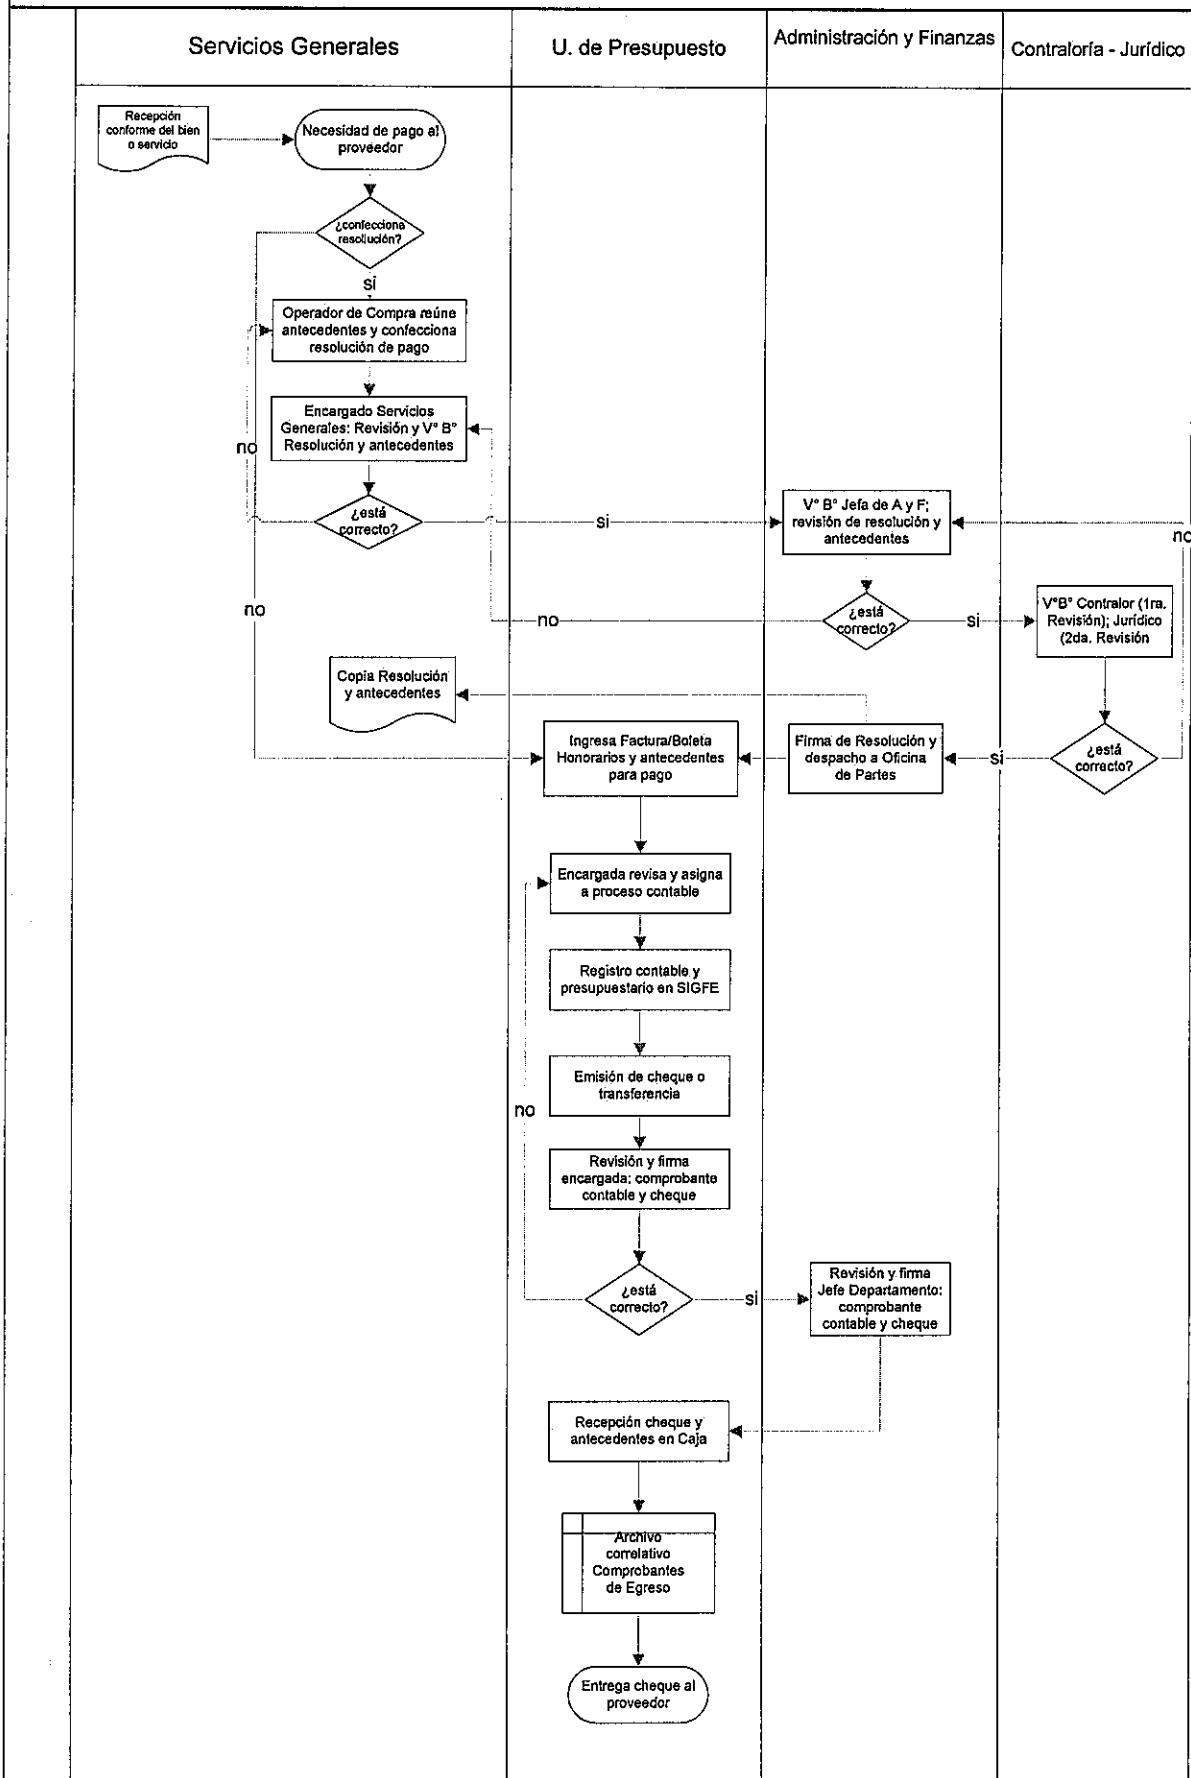 Servicios Generales
U. de Presupuesto
Administración y Finanzas
Contraloría - Jurídico
Recepción
conforme del bien
o servicio
Necesidad de pago al
proveedor
¿confecciona
resolución?
si
Operador de Compra reúne
antecedentes y confecciona
resolución de pago
Encargado Servicios
Generales: Revisión y V° B°
Resolución y antecedentes
no
¿está
correcto?
si
V° B° Jefa de A y F;
revisión de resolución y
antecedentes
no
no
no
¿está
correcto?
si
V°B° Contralor (1ra.
Revisión); Jurídico
(2da. Revisión
Copia Resolución
y antecedentes
Ingresa Factura/Boleta
Honorarios y antecedentes
para pago
Firma de Resolución y
despacho a Oficina
de Partes
si
¿está
correcto?
Encargada revisa y asigna
a proceso contable
Registro contable y
presupuestario en SIGFE
Emisión de cheque o
transferencia
no
Revisión y firma
encargada; comprobante
contable y cheque
¿está
correcto?
si
Revisión y firma
Jefe Departamento:
comprobante
contable y cheque
Recepción cheque y
antecedentes en Caja
Archivo
correlativo
Comprobantes
de Egreso
Entrega cheque al
proveedor